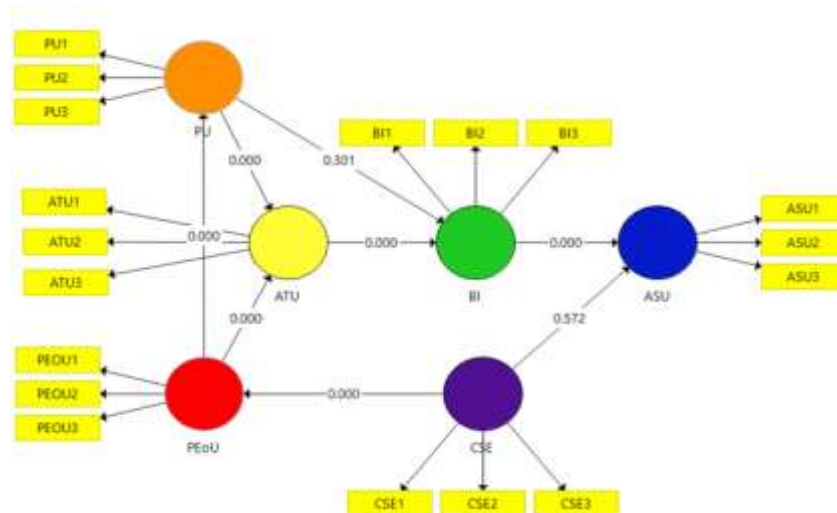 PU1
PU2
PU3
PU
0.000
0.301
BI1
BI2
BI3
ATU1
ATU2
ATU3
0.000
ATU
0.000
BI
0.000
ASU
ASU1
ASU2
ASU3
0.000
0.572
PEOU1
PEOU2
PEOU3
PEoU
0.000
CSE
CSE1
CSE2
CSE3